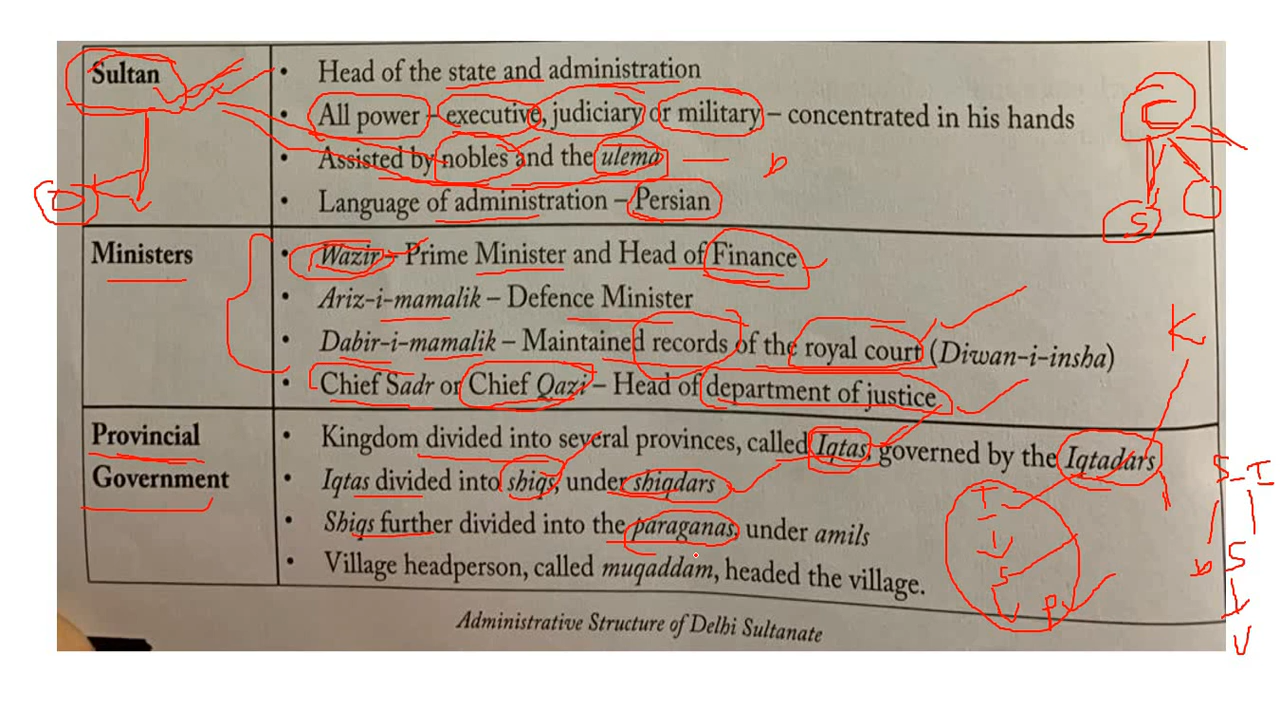 Sultan
• Head of the state and administration
• All power – executive, judiciary or military – concentrated in his hands
• Assisted by nobles and the ulema
• Language of administration – Persian
Ministers
• Wazir – Prime Minister and Head of Finance
• Ariz-i-mamalik – Defence Minister
• Dabir-i-mamalik – Maintained records of the royal court (Diwan-i-insha)
• Chief Sadr or Chief Qazi – Head of department of justice
Provincial
Government
• Kingdom divided into several provinces, called Iqtas, governed by the Iqtadars
• Iqtas divided into shiqs, under shiqdars
• Shiqs further divided into the paraganas, under amils
• Village headperson, called muqaddam, headed the village.
Administrative Structure of Delhi Sultanate
C
S
K
I
S
P
S-I
S
I
V